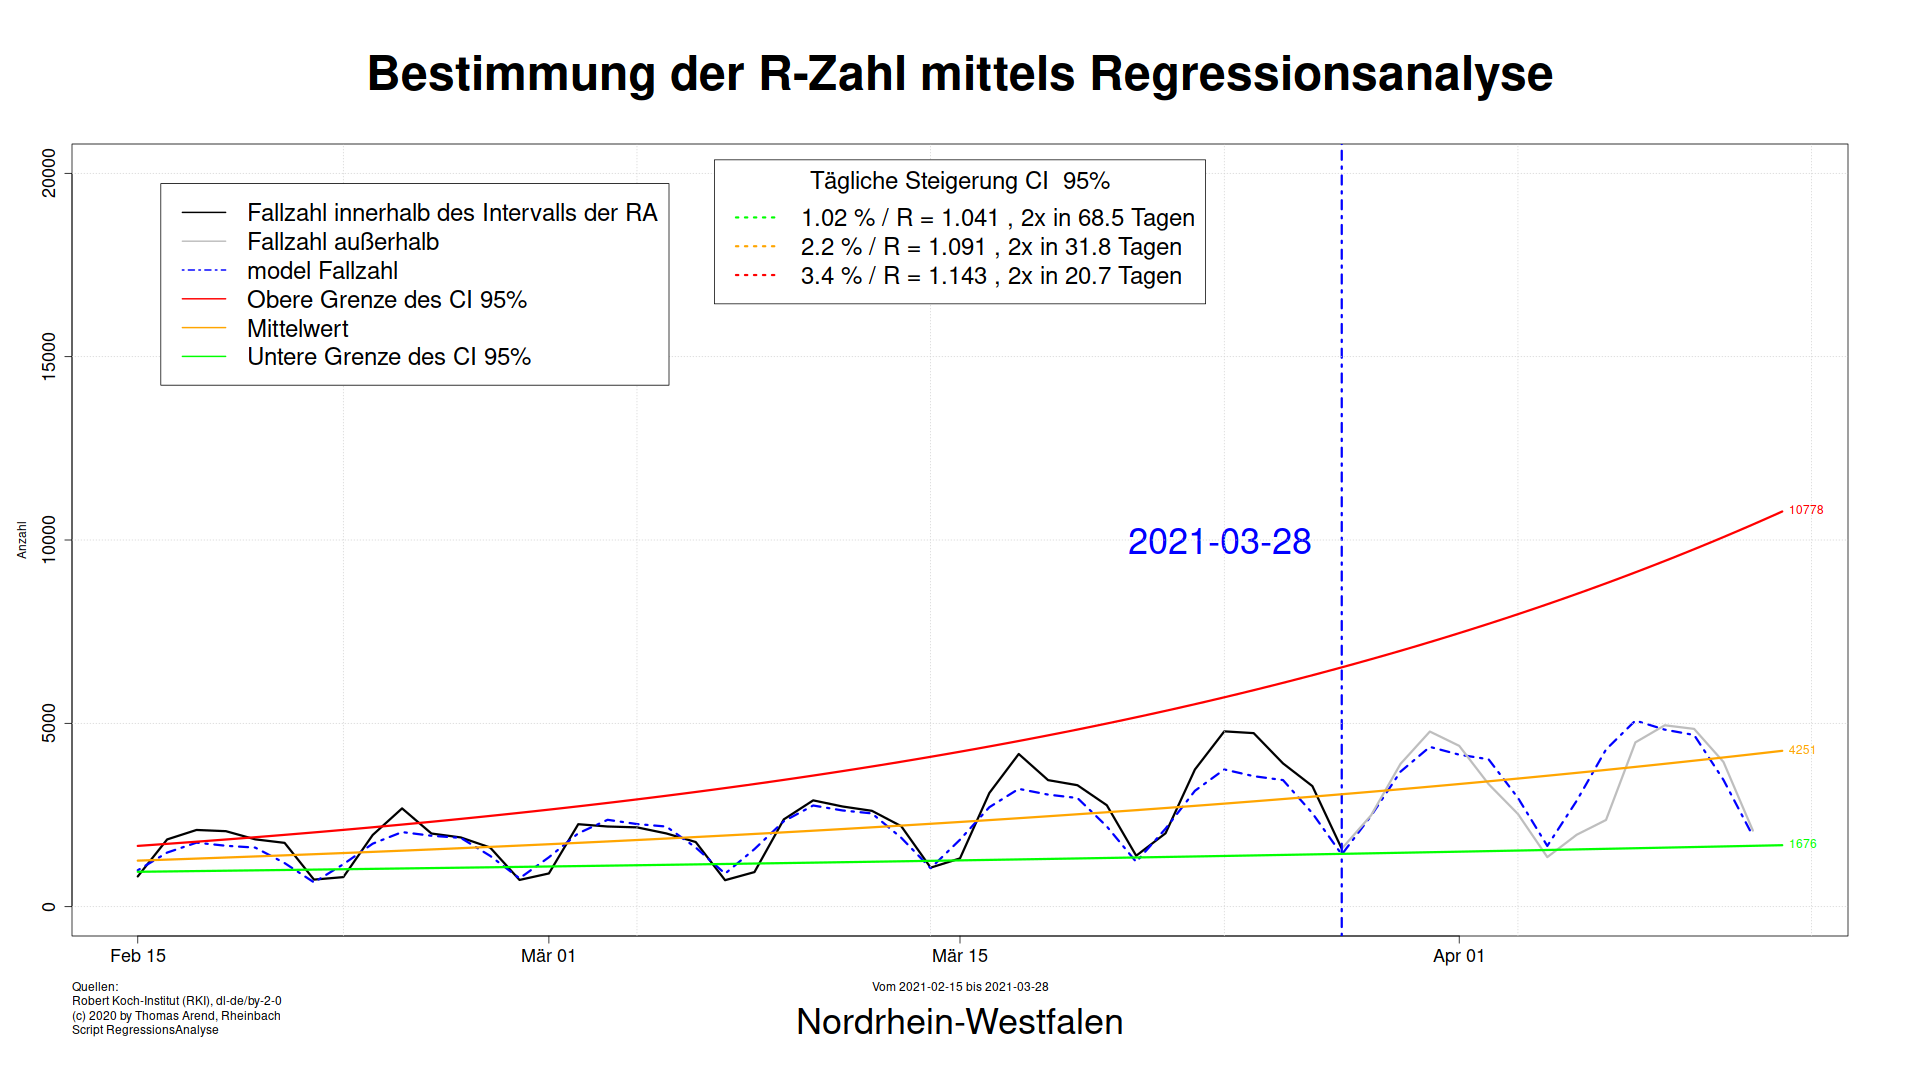 Bestimmung der R-Zahl mittels Regressionsanalyse
Fallzahl innerhalb des Intervalls der RA
Fallzahl außerhalb
model Fallzahl
Obere Grenze des CI 95%
Mittelwert
Untere Grenze des CI 95%
Tägliche Steigerung CI  95%
1.02 % / R = 1.041 , 2x in 68.5 Tagen
2.2 % / R = 1.091 , 2x in 31.8 Tagen
3.4 % / R = 1.143 , 2x in 20.7 Tagen
20000
15000
10000
5000
0
Anzahl
2021-03-28
10778
4251
1676
Feb 15
Mär 01
Mär 15
Apr 01
Quellen:
Robert Koch-Institut (RKI), dl-de/by-2-0
(c) 2020 by Thomas Arend, Rheinbach
Script RegressionsAnalyse
Vom 2021-02-15 bis 2021-03-28
Nordrhein-Westfalen